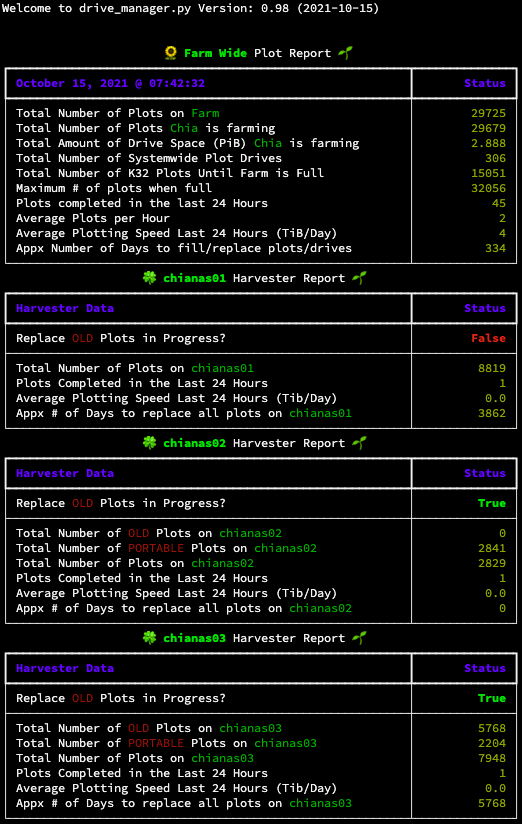 Welcome to drive_manager.py Version: 0.98 (2021-10-15)
🌻 Farm Wide Plot Report 🌱
October 15, 2021 @ 07:42:32 Status
Total Number of Plots on Farm 29725
Total Number of Plots Chia is farming 29679
Total Amount of Drive Space (PiB) Chia is farming 2.888
Total Number of Systemwide Plot Drives 306
Total Number of K32 Plots Until Farm is Full 15051
Maximum # of plots when full 32056
Plots completed in the last 24 Hours 45
Average Plots per Hour 2
Average Plotting Speed Last 24 Hours (TiB/Day) 4
Appx Number of Days to fill/replace plots/drives 334
🍀 chianas01 Harvester Report 🌱
Harvester Data Status
Replace OLD Plots in Progress? False
Total Number of Plots on chianas01 8819
Plots Completed in the Last 24 Hours 1
Average Plotting Speed Last 24 Hours (Tib/Day) 0.0
Appx # of Days to replace all plots on chianas01 3862
🍀 chianas02 Harvester Report 🌱
Harvester Data Status
Replace OLD Plots in Progress? True
Total Number of OLD Plots on chianas02 0
Total Number of PORTABLE Plots on chianas02 2841
Total Number of Plots on chianas02 2829
Plots Completed in the Last 24 Hours 1
Average Plotting Speed Last 24 Hours (Tib/Day) 0.0
Appx # of Days to replace all plots on chianas02 0
🍀 chianas03 Harvester Report 🌱
Harvester Data Status
Replace OLD Plots in Progress? True
Total Number of OLD Plots on chianas03 5768
Total Number of PORTABLE Plots on chianas03 2204
Total Number of Plots on chianas03 7948
Plots Completed in the Last 24 Hours 1
Average Plotting Speed Last 24 Hours (Tib/Day) 0.0
Appx # of Days to replace all plots on chianas03 5768